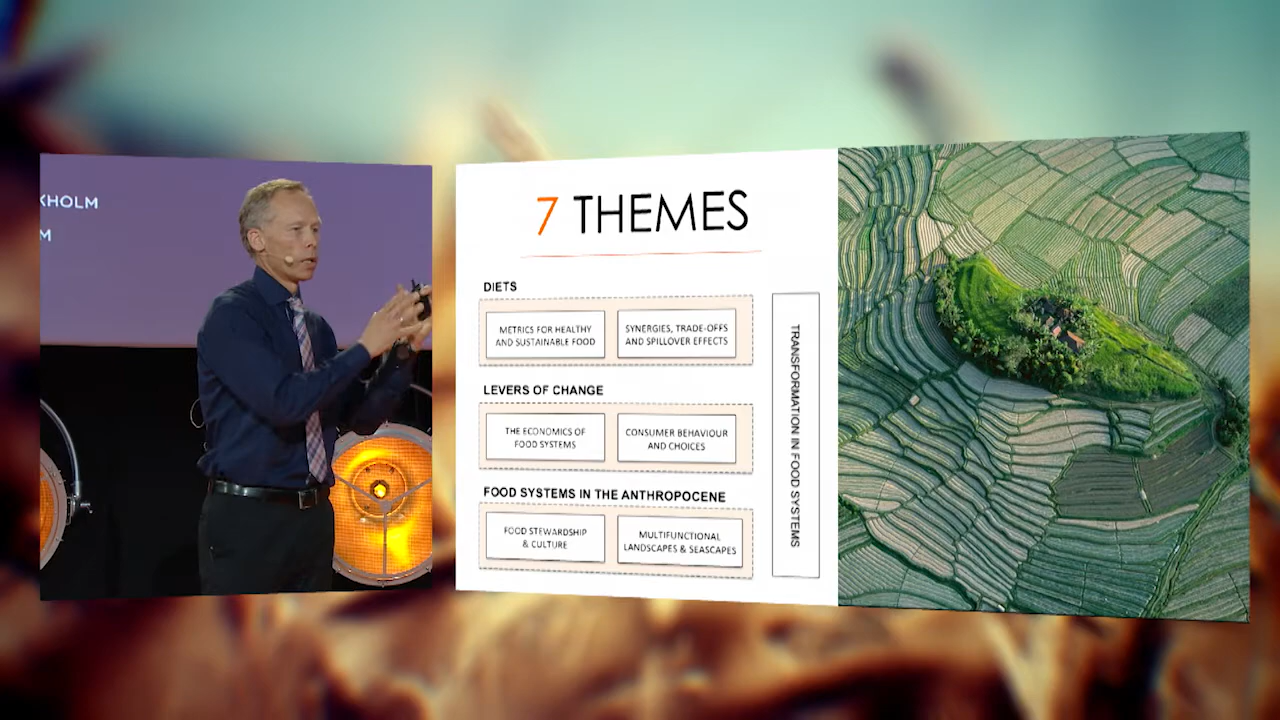 KHOLM
M
7 THEMES
DIETS
METRICS FOR HEALTHY
AND SUSTAINABLE FOOD
SYNERGIES, TRADE-OFFS
AND SPILLOVER EFFECTS
LEVERS OF CHANGE
THE ECONOMICS OF
FOOD SYSTEMS
CONSUMER BEHAVIOUR
AND CHOICES
FOOD SYSTEMS IN THE ANTHROPOCENE
FOOD STEWARDSHIP
& CULTURE
MULTIFUNCTIONAL
LANDSCAPES & SEASCAPES
TRANSFORMATION IN FOOD SYSTEMS